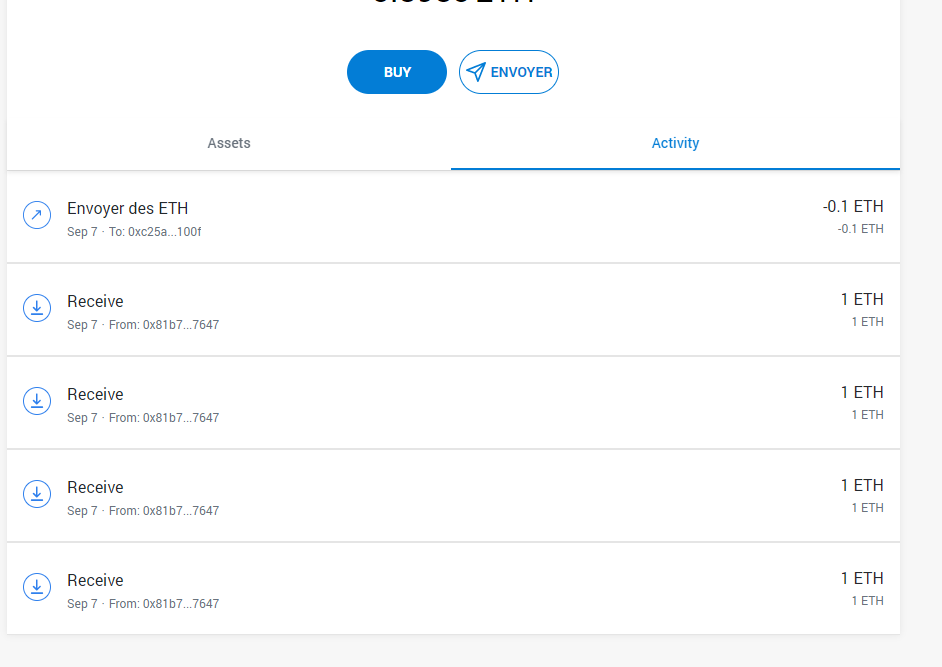 ETH
BUY
ENVOYER
Assets
Activity
Envoyer des ETH
-0.1 ETH
Sep 7 · To: 0xc25a...100f
-0.1 ETH
Receive
1 ETH
Sep 7 · From: 0x81b7...7647
1 ETH
Receive
1 ETH
Sep 7 · From: 0x81b7...7647
1 ETH
Receive
1 ETH
Sep 7 · From: 0x81b7...7647
1 ETH
Receive
1 ETH
Sep 7 · From: 0x81b7...7647
1 ETH